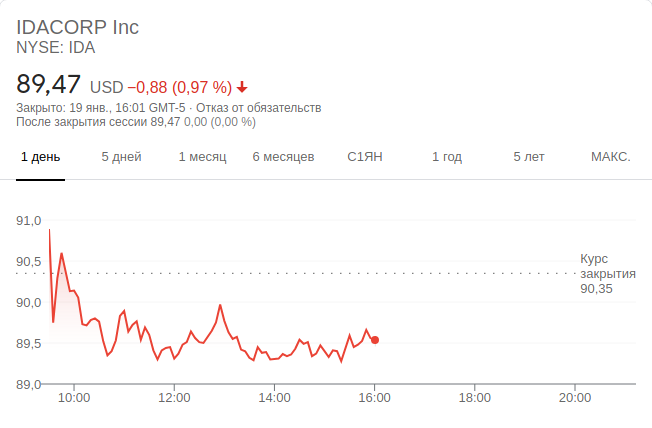 IDACORP Inc
NYSE: IDA
89,47 USD −0,88 (0,97 %)
Закрыто: 19 янв., 16:01 GMT-5 · Отказ от обязательств
После закрытия сессии 89,47 0,00 (0,00 %)
1 день 5 дней 1 месяц 6 месяцев С1ЯН 1 год 5 лет МАКС.
91,0
90,5
Курс
закрытия
90,35
90,0
89,5
89,0
10:00 12:00 14:00 16:00 18:00 20:00